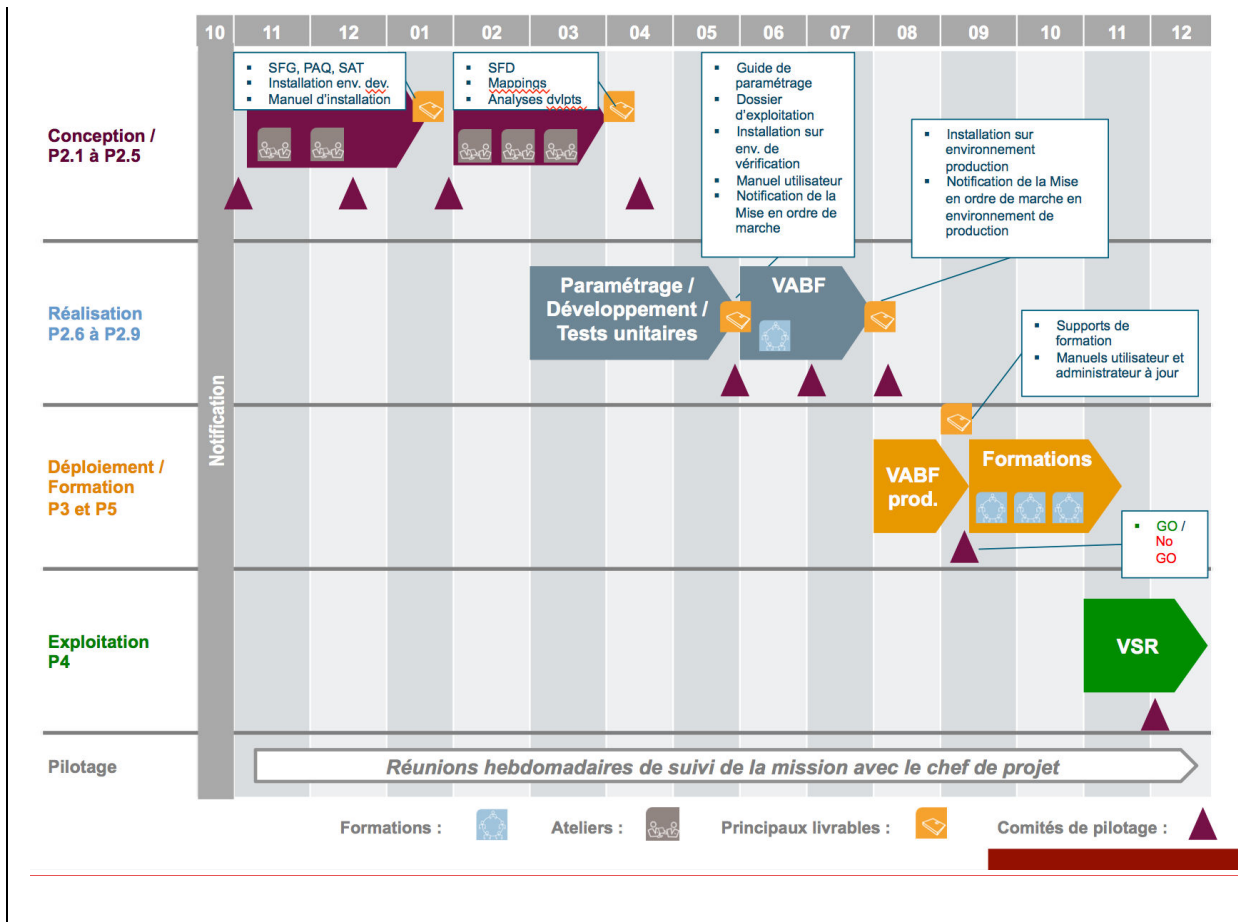 10 11 12 01 02 03 04 05 06 07 08 09 10 11 12
Notification
Conception /
P2.1 à P2.5
▪ SFG, PAQ, SAT
▪ Installation env. dev.
▪ Manuel d'installation
▪ SFD
▪ Mappings
▪ Analyses dvlpts
▪ Guide de
paramétrage
▪ Dossier
d'exploitation
▪ Installation sur
env. de
vérification
▪ Manuel utilisateur
▪ Notification de la
Mise en ordre de
marche
▪ Installation sur
environnement
production
▪ Notification de la Mise
en ordre de marche en
environnement de
production
Réalisation
P2.6 à P2.9
Paramétrage /
Développement /
Tests unitaires
VABF
▪ Supports de
formation
▪ Manuels utilisateur et
administrateur à jour
Déploiement /
Formation
P3 et P5
VABF
prod.
Formations
▪ GO /
No
GO
Exploitation
P4
VSR
Pilotage
Réunions hebdomadaires de suivi de la mission avec le chef de projet
Formations : Ateliers : Principaux livrables : Comités de pilotage :